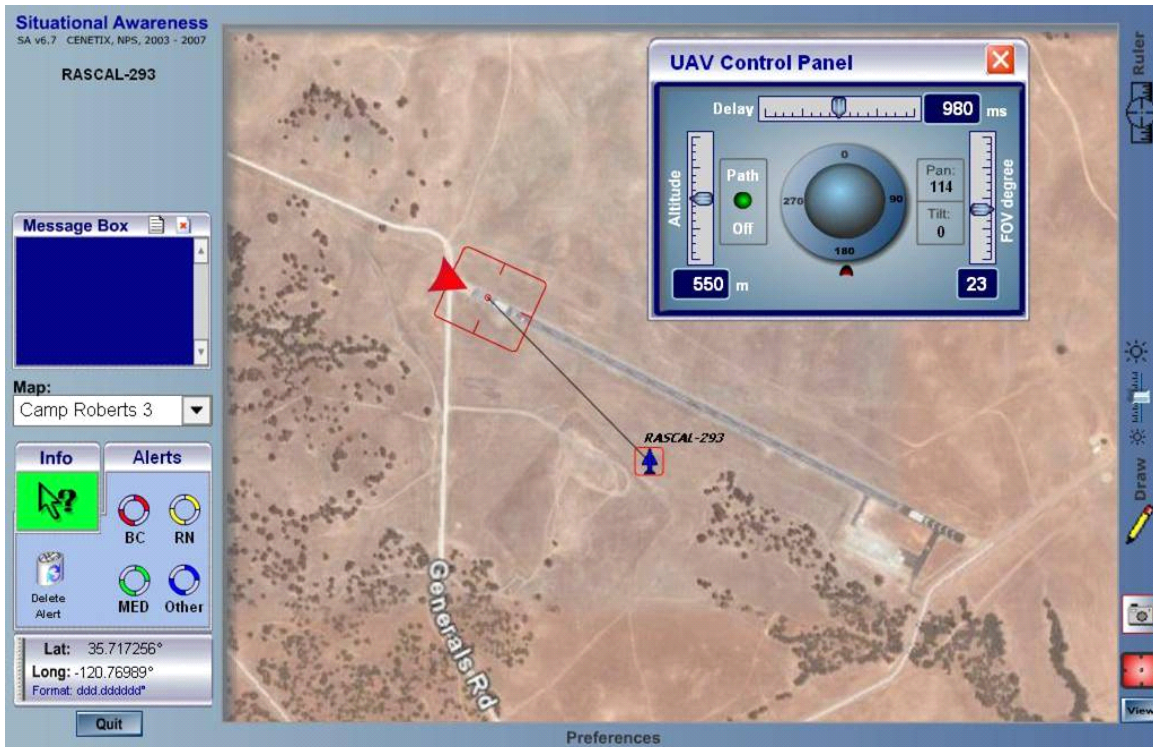 Situational Awareness
SA v6.7 CENETIX, NPS, 2003 - 2007
RASCAL-293
Message Box
Map:
Camp Roberts 3
Info
Alerts
BC
RN
Delete
Alert
MED
Other
Lat: 35.717256°
Long: -120.76989°
Format: ddd.dddddd°
Quit
UAV Control Panel
Delay
980 ms
Altitude
Path
Off
0
90
180
270
Pan:
114
Tilt:
0
FOV degree
550 m
23
RASCAL-293
Generals Rd
Ruler
Draw
View
Preferences